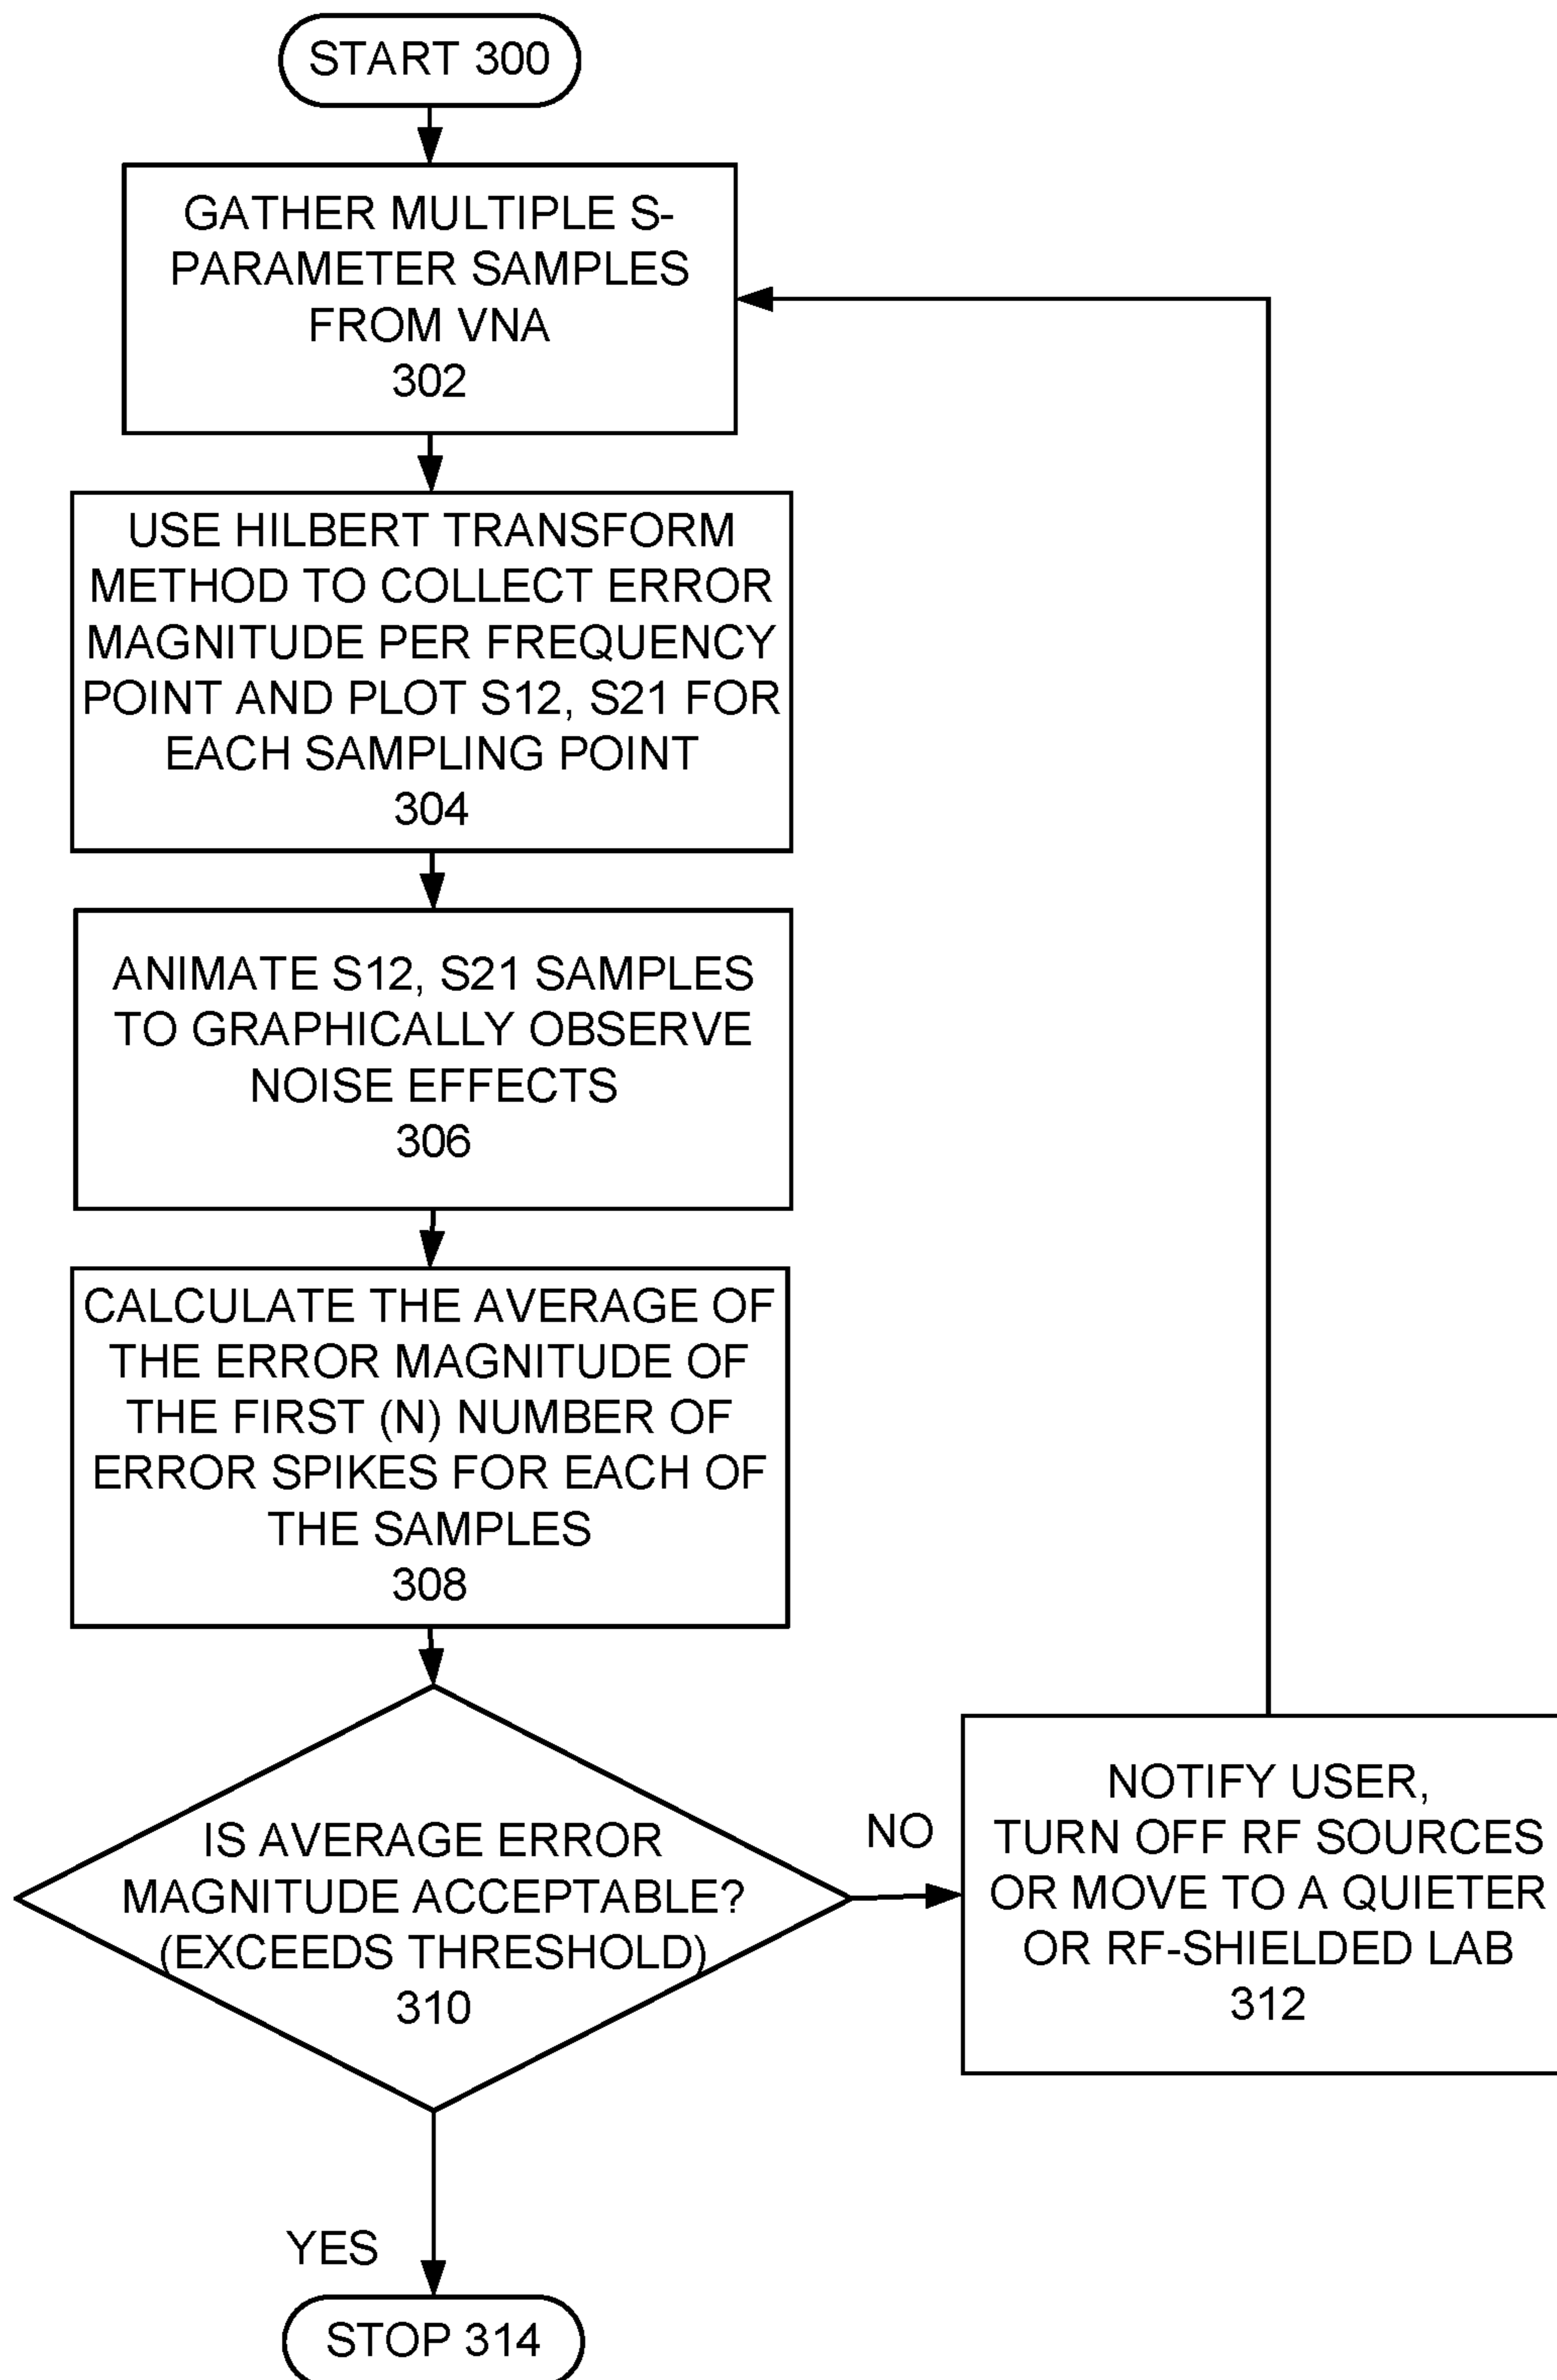 START 300
GATHER MULTIPLE S-
PARAMETER SAMPLES
FROM VNA
302
USE HILBERT TRANSFORM
METHOD TO COLLECT ERROR
MAGNITUDE PER FREQUENCY
POINT AND PLOT S12, S21 FOR
EACH SAMPLING POINT
304
ANIMATE S12, S21 SAMPLES
TO GRAPHICALLY OBSERVE
NOISE EFFECTS
306
CALCULATE THE AVERAGE OF
THE ERROR MAGNITUDE OF
THE FIRST (N) NUMBER OF
ERROR SPIKES FOR EACH OF
THE SAMPLES
308
IS AVERAGE ERROR
MAGNITUDE ACCEPTABLE?
(EXCEEDS THRESHOLD)
310
NO
NOTIFY USER,
TURN OFF RF SOURCES
OR MOVE TO A QUIETER
OR RF-SHIELDED LAB
312
YES
STOP 314